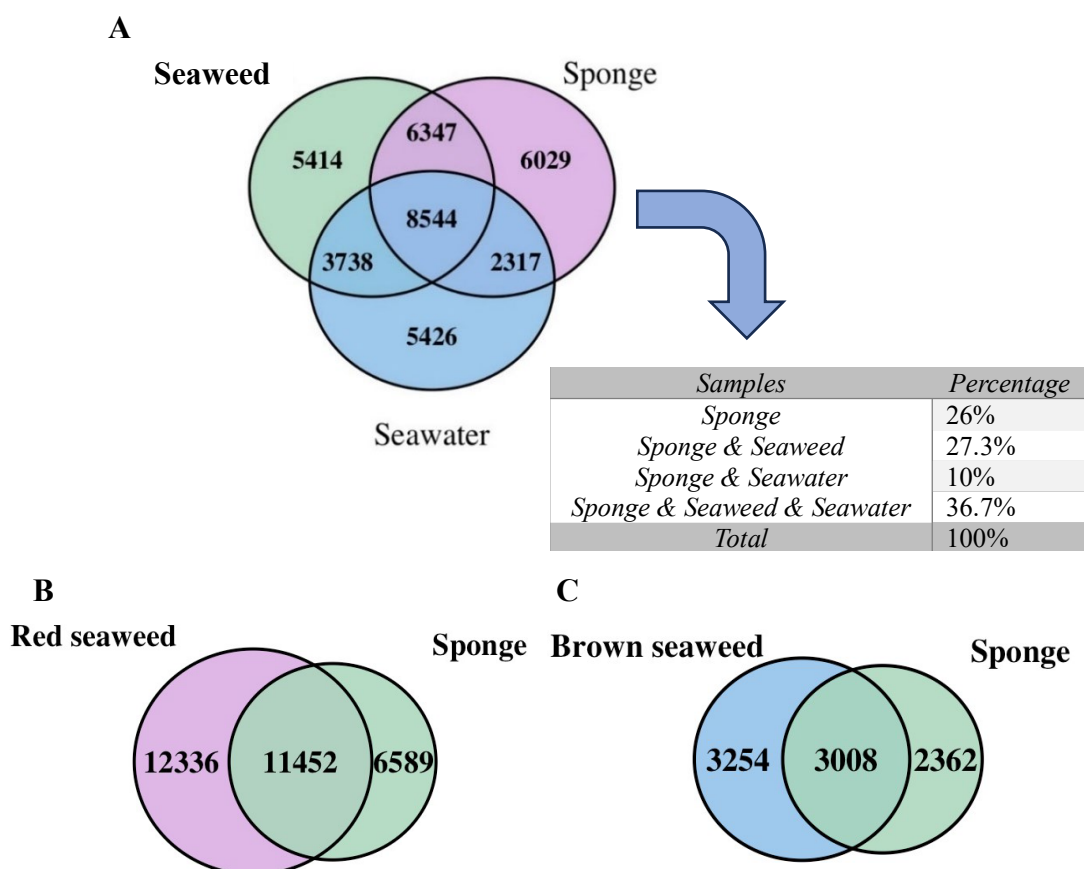 A
Seaweed
Sponge
6347
5414
6029
8544
3738
2317
5426
Seawater
Samples Percentage
Sponge 26%
Sponge & Seaweed 27.3%
Sponge & Seawater 10%
Sponge & Seaweed & Seawater 36.7%
Total 100%
B
Red seaweed
Sponge
12336 11452 6589
C
Brown seaweed
Sponge
3254 3008 2362